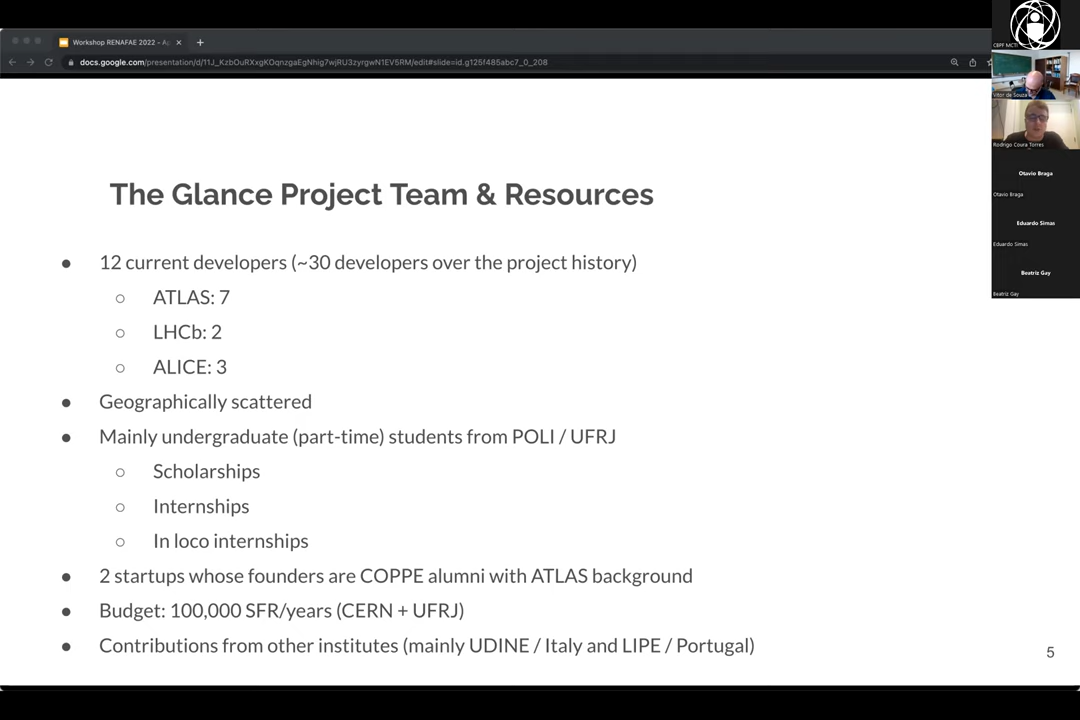 Workshop RENAFAE 2022 - Ap
docs.google.com/presentation/d/11J_KzbOuRXxgKOqnzgaEgNhig7wjRU3zyrgwN1EV5RM/edit#slide=id.g125f485abc7_0_208
CBPF MCTI
Vitor de Souza
Rodrigo Coura Torres
Otavio Braga
Otavio Braga
Eduardo Simas
Eduardo Simas
Beatriz Gay
Beatriz Gay
The Glance Project Team & Resources
● 12 current developers (~30 developers over the project history)
○ ATLAS: 7
○ LHCb: 2
○ ALICE: 3
● Geographically scattered
● Mainly undergraduate (part-time) students from POLI / UFRJ
○ Scholarships
○ Internships
○ In loco internships
● 2 startups whose founders are COPPE alumni with ATLAS background
● Budget: 100,000 SFR/years (CERN + UFRJ)
● Contributions from other institutes (mainly UDINE / Italy and LIPE / Portugal)
5